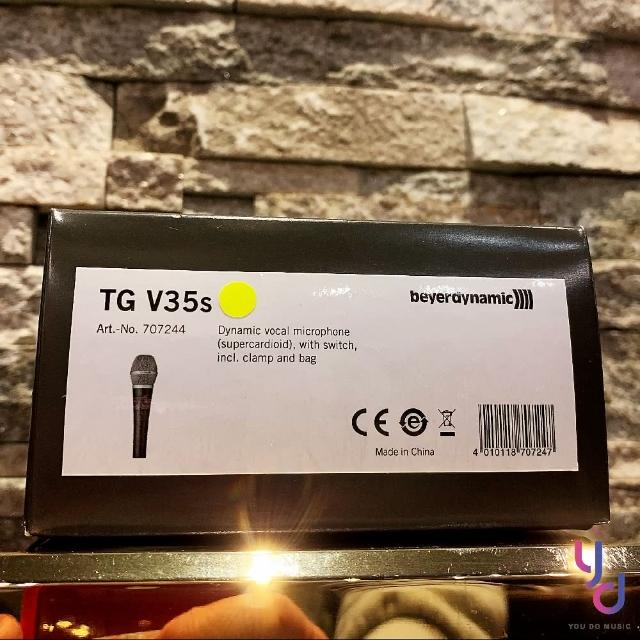 TG V35s
beyerdynamic))))
Art.-No. 707244
Dynamic vocal microphone
(supercardioid), with switch,
incl. clamp and bag
CE
Made in China
4 010118 707247
YOU DO MUSIC